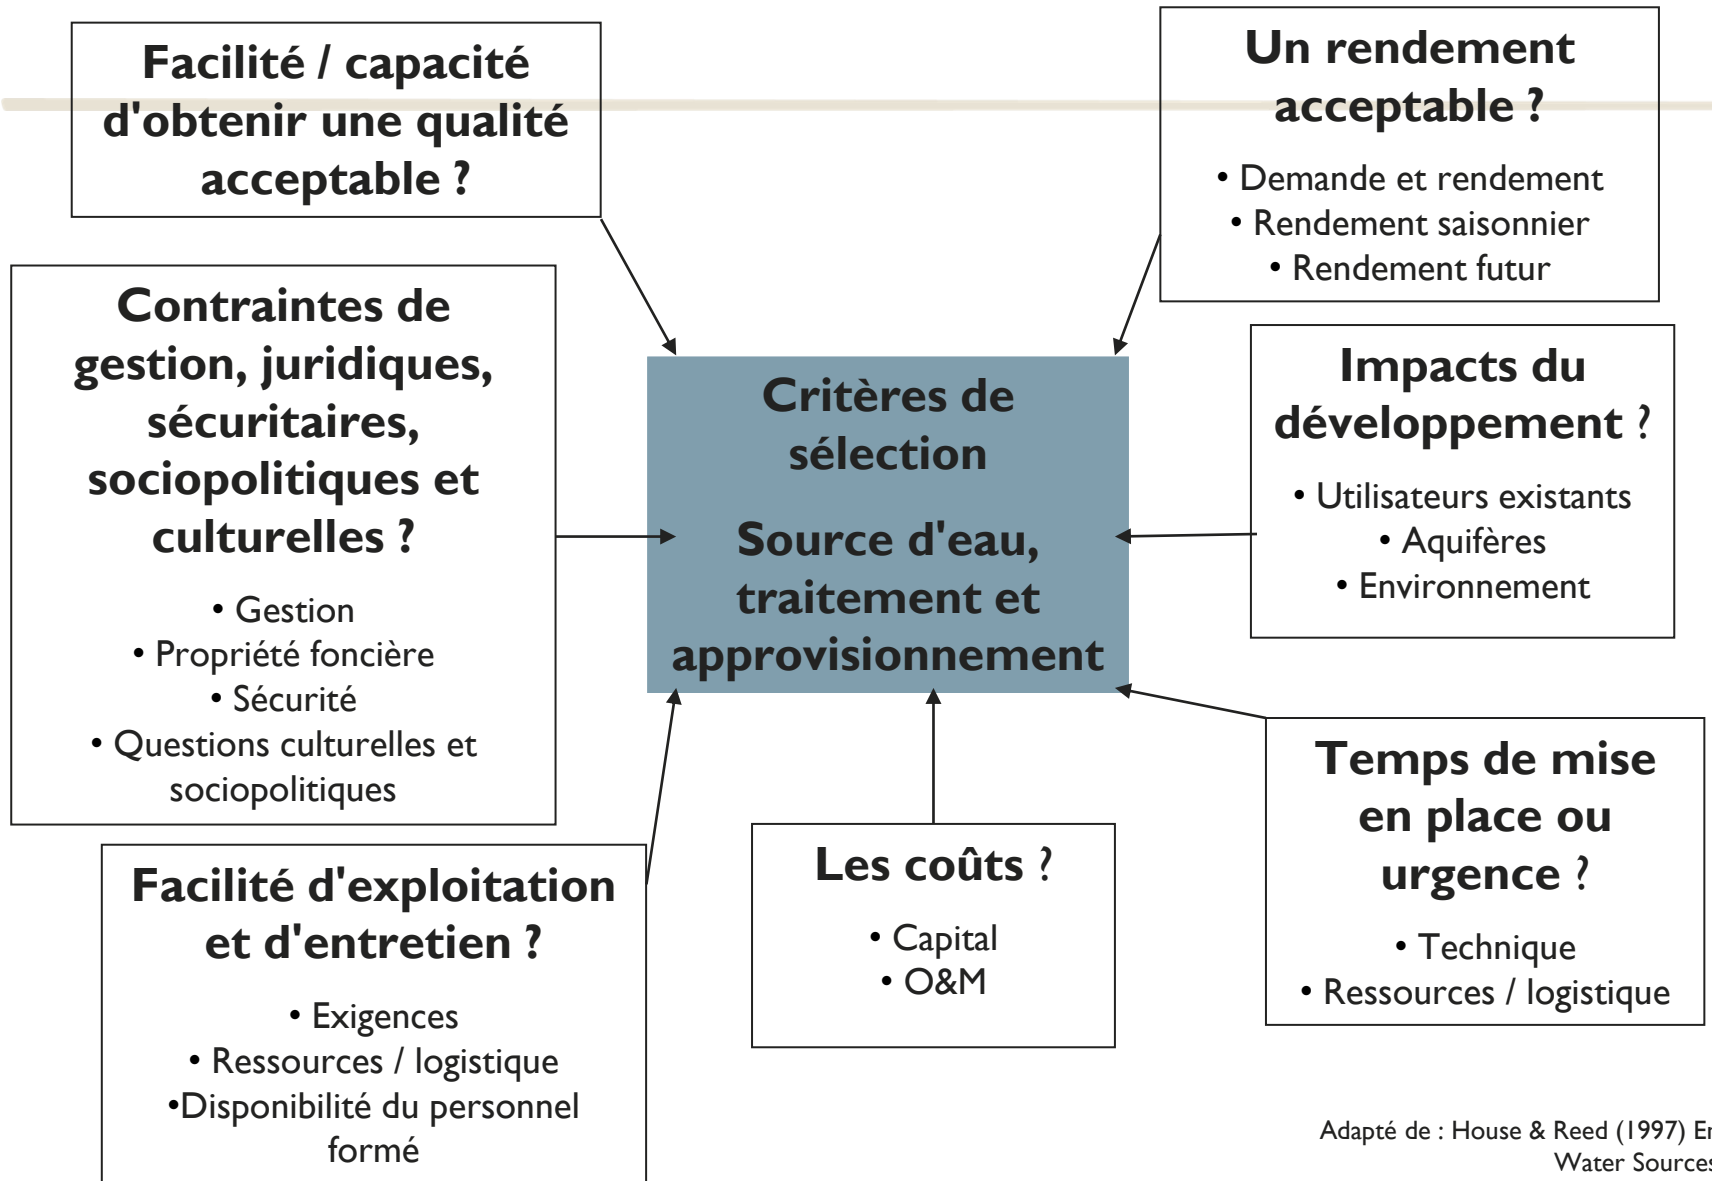 Facilité / capacité
d'obtenir une qualité
acceptable ?
Un rendement
acceptable ?
• Demande et rendement
• Rendement saisonnier
• Rendement futur
Contraintes de
gestion, juridiques,
sécuritaires,
sociopolitiques et
culturelles ?
• Gestion
• Propriété foncière
• Sécurité
• Questions culturelles et
sociopolitiques
Critères de
sélection
Source d'eau,
traitement et
approvisionnement
Impacts du
développement ?
• Utilisateurs existants
• Aquifères
• Environnement
Facilité d'exploitation
et d'entretien ?
• Exigences
• Ressources / logistique
•Disponibilité du personnel
formé
Les coûts ?
• Capital
• O&M
Temps de mise
en place ou
urgence ?
• Technique
• Ressources / logistique
Adapté de : House & Reed (1997)
Water Sources